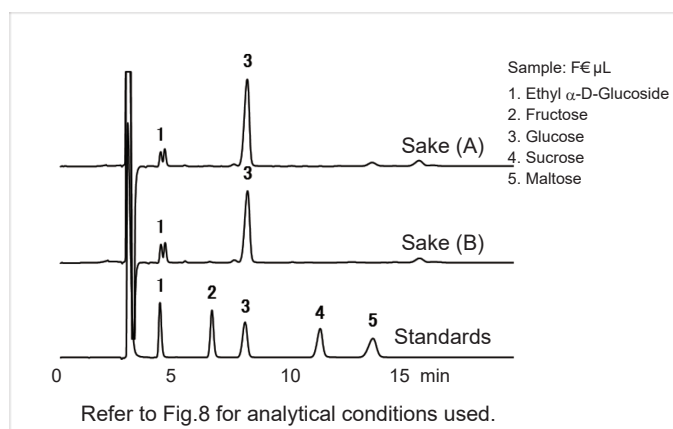 3
Sample: F€ µL
1. Ethyl α-D-Glucoside
2. Fructose
3. Glucose
4. Sucrose
5. Maltose
1
Sake (A)
3
1
Sake (B)
1 2 3 4 5
Standards
0 5 10 15 min
Refer to Fig.8 for analytical conditions used.